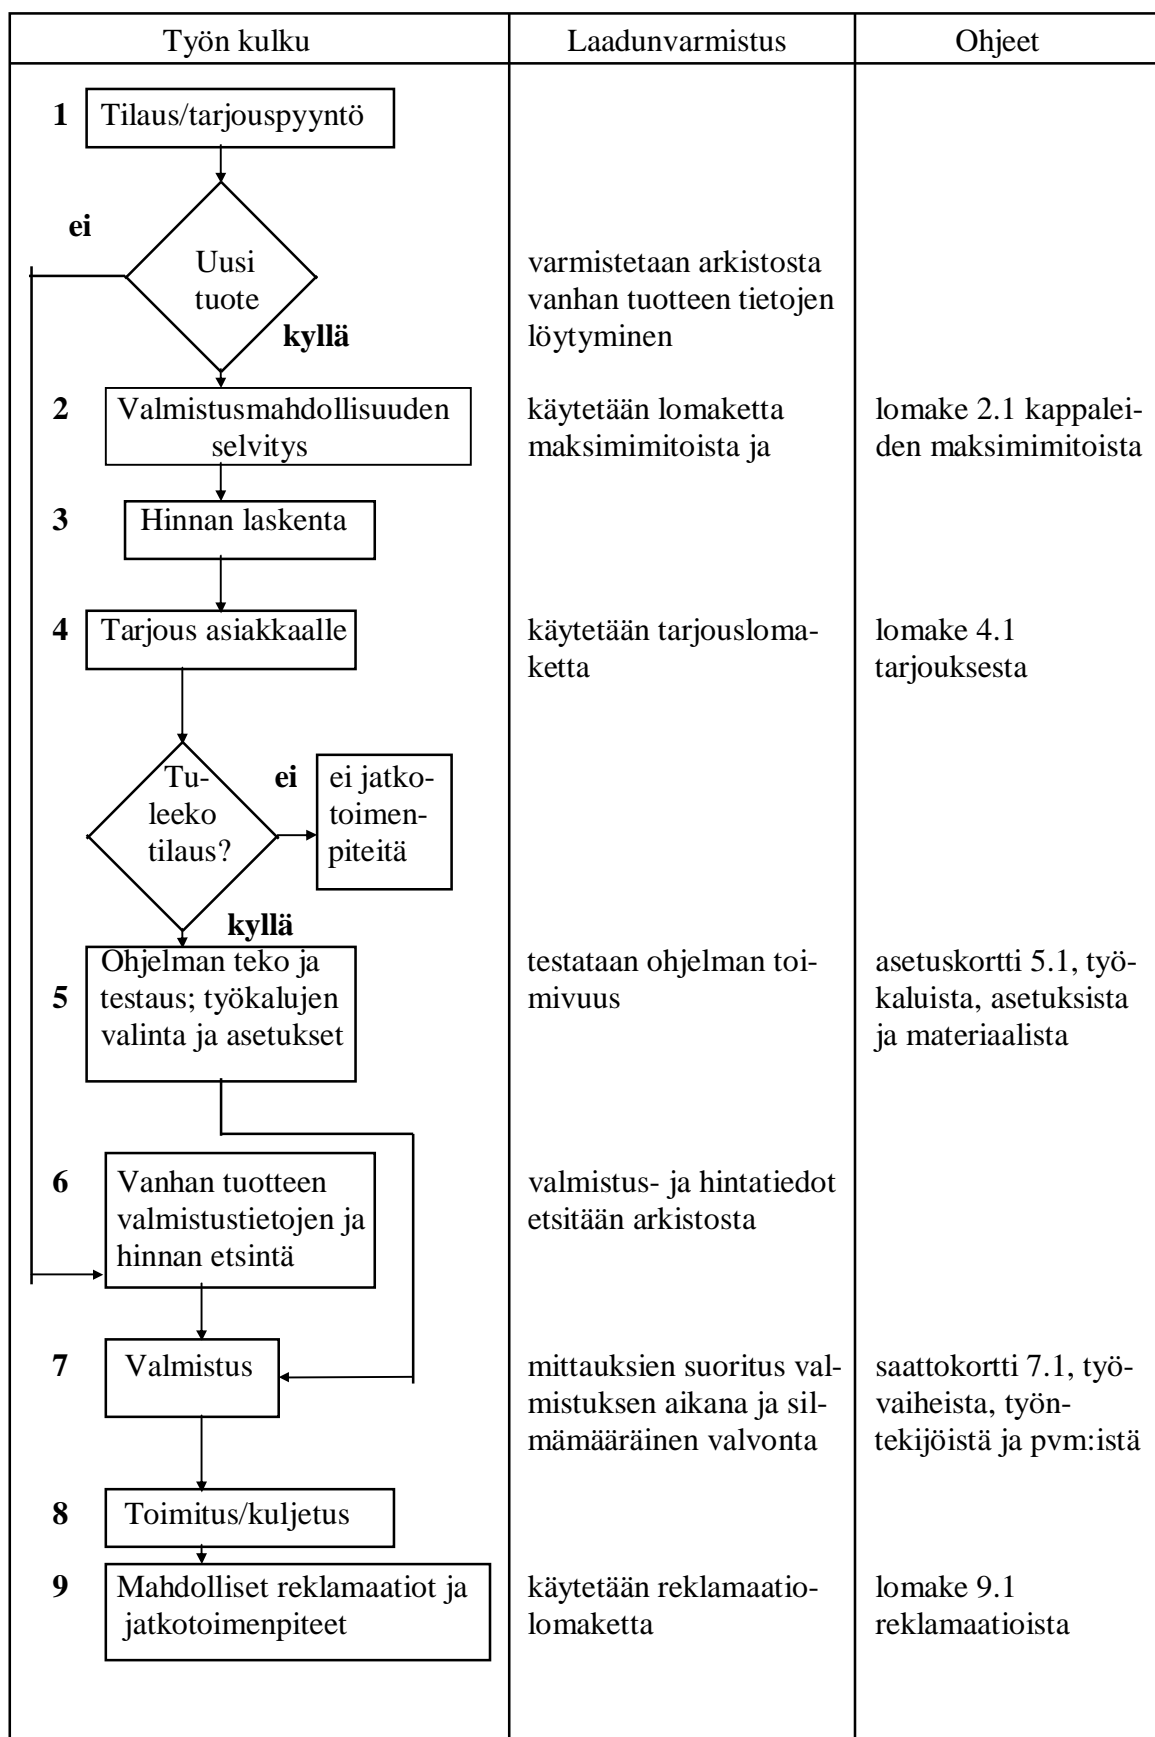 Työn kulku
Laadunvarmistus
Ohjeet
1
Tilaus/tarjouspyyntö
ei
Uusi
tuote
kyllä
varmistetaan arkistosta
vanhan tuotteen tietojen
löytyminen
2
Valmistusmahdollisuuden
selvitys
käytetään lomaketta
maksimimitoista ja
lomake 2.1 kappalei-
den maksimimitoista
3
Hinnan laskenta
4
Tarjous asiakkaalle
käytetään tarjousloma-
ketta
lomake 4.1
tarjouksesta
Tu-
leeko
tilaus?
ei
ei jatko-
toimen-
piteitä
kyllä
5
Ohjelman teko ja
testaus; työkalujen
valinta ja asetukset
testataan ohjelman toi-
mivuus
asetuskortti 5.1, työ-
kaluista, asetuksista
ja materiaalista
6
Vanhan tuotteen
valmistustietojen ja
hinnan etsintä
valmistus- ja hintatiedot
etsitään arkistosta
7
Valmistus
mittauksien suoritus val-
mistuksen aikana ja sil-
mämääräinen valvonta
saattokortti 7.1, työ-
vaiheista, työn-
tekijöistä ja pvm:istä
8
Toimitus/kuljetus
9
Mahdolliset reklamaatiot ja
jatkotoimenpiteet
käytetään reklamaatio-
lomaketta
lomake 9.1
reklamaatioista